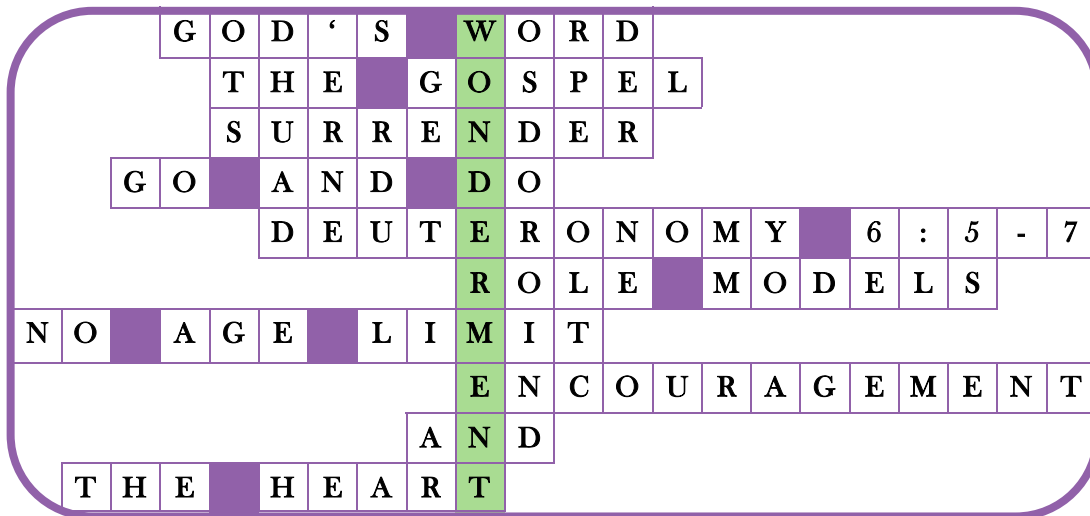 GOD‘S WORD
THE GOSPEL
SURRENDER
GO AND DO
DEUTERONOMY 6:5-7
ROLE MODELS
NO AGE LIMIT
ENCOURAGEMENT
AND
THE HEART